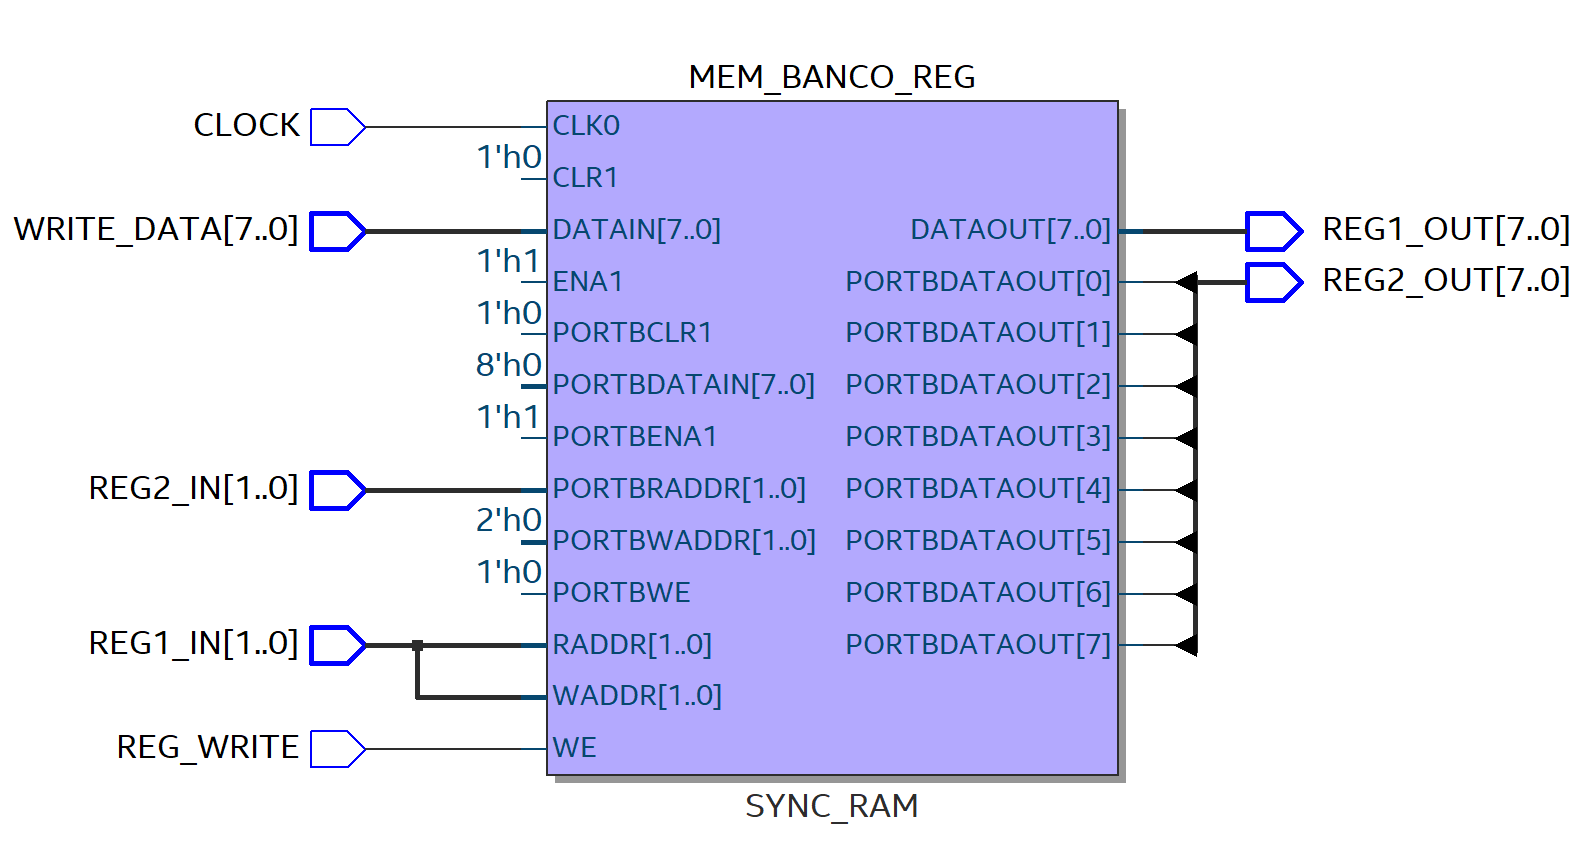 MEM_BANCO_REG
CLOCK
CLK0
1'h0
CLR1
WRITE_DATA[7..0]
DATAIN[7..0]
DATAOUT[7..0]
REG1_OUT[7..0]
1'h1
ENA1
PORTBDATAOUT[0]
REG2_OUT[7..0]
1'h0
PORTBCLR1
PORTBDATAOUT[1]
8'h0
PORTBDATAIN[7..0]
PORTBDATAOUT[2]
1'h1
PORTBENA1
PORTBDATAOUT[3]
REG2_IN[1..0]
PORTBRADDR[1..0]
PORTBDATAOUT[4]
2'h0
PORTBWADDR[1..0]
PORTBDATAOUT[5]
1'h0
PORTBWE
PORTBDATAOUT[6]
REG1_IN[1..0]
RADDR[1..0]
PORTBDATAOUT[7]
WADDR[1..0]
REG_WRITE
WE
SYNC_RAM